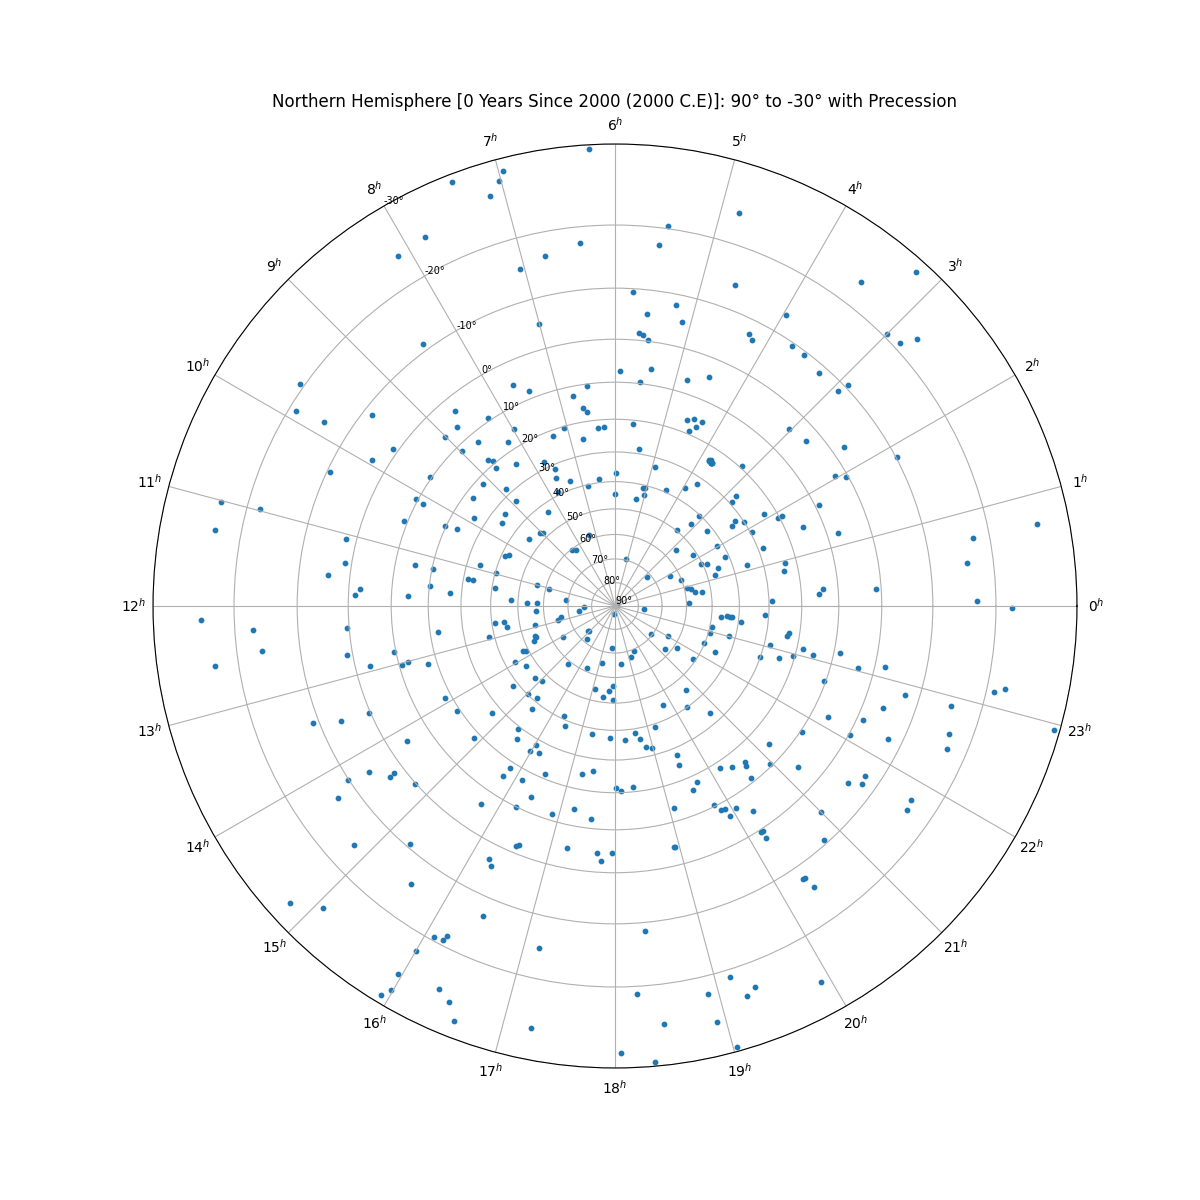 Northern Hemisphere [0 Years Since 2000 (2000 C.E)]: 90° to -30° with Precession
6ʰ
7ʰ
5ʰ
8ʰ
4ʰ
-30°
9ʰ
3ʰ
-20°
-10°
10ʰ
2ʰ
0°
10°
20°
11ʰ
30°
1ʰ
40°
50°
60°
70°
80°
12ʰ
90°
0ʰ
13ʰ
23ʰ
14ʰ
22ʰ
15ʰ
21ʰ
16ʰ
20ʰ
17ʰ
19ʰ
18ʰ